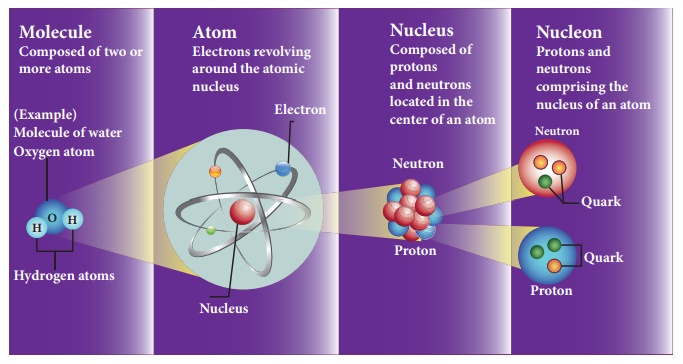 Molecule
Composed of two or
more atoms
(Example)
Molecule of water
Oxygen atom
O
H
H
Hydrogen atoms
Atom
Electrons revolving
around the atomic
nucleus
Electron
Nucleus
Nucleus
Composed of
protons
and neutrons
located in the
center of an atom
Neutron
Proton
Nucleon
Protons and
neutrons
comprising the
nucleus of an atom
Neutron
Quark
Quark
Proton